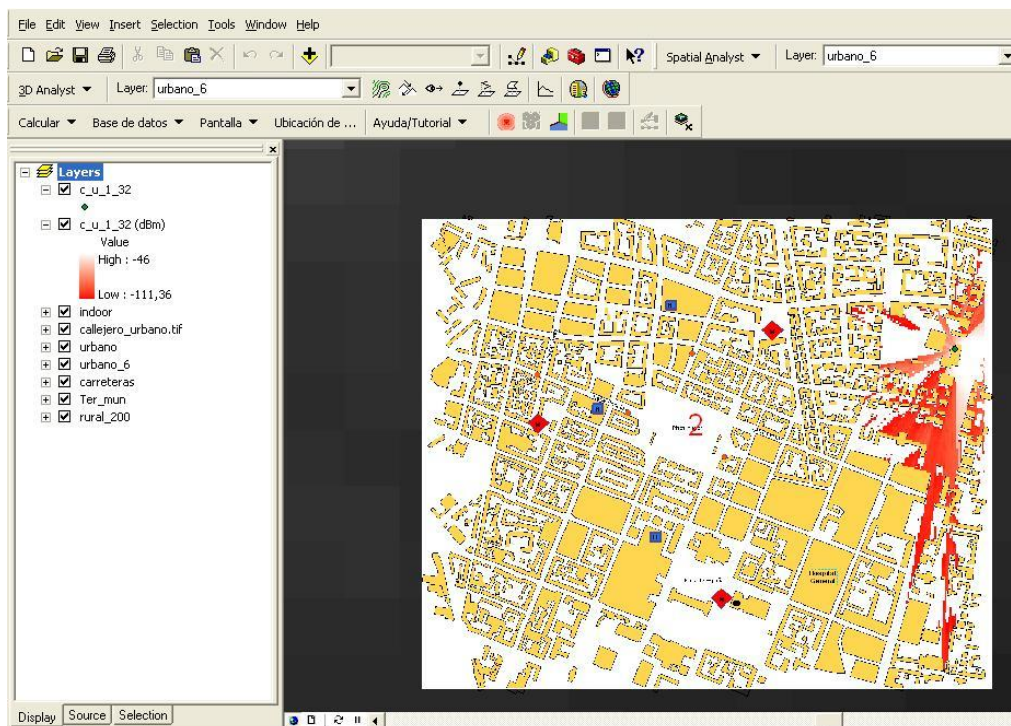 File Edit View Insert Selection Tools Window Help
Spatial Analyst Layer: urbano_6
3D Analyst Layer: urbano_6
Calcular Base de datos Pantalla Ubicación de ... Ayuda/Tutorial
Layers
c_u_1_32
c_u_1_32 (dBm)
Value
High : -46
Low : -111,36
indoor
callejero_urbano.tif
urbano
urbano_6
carreteras
Ter_mun
rural_200
2
Hospital
General
Display Source Selection